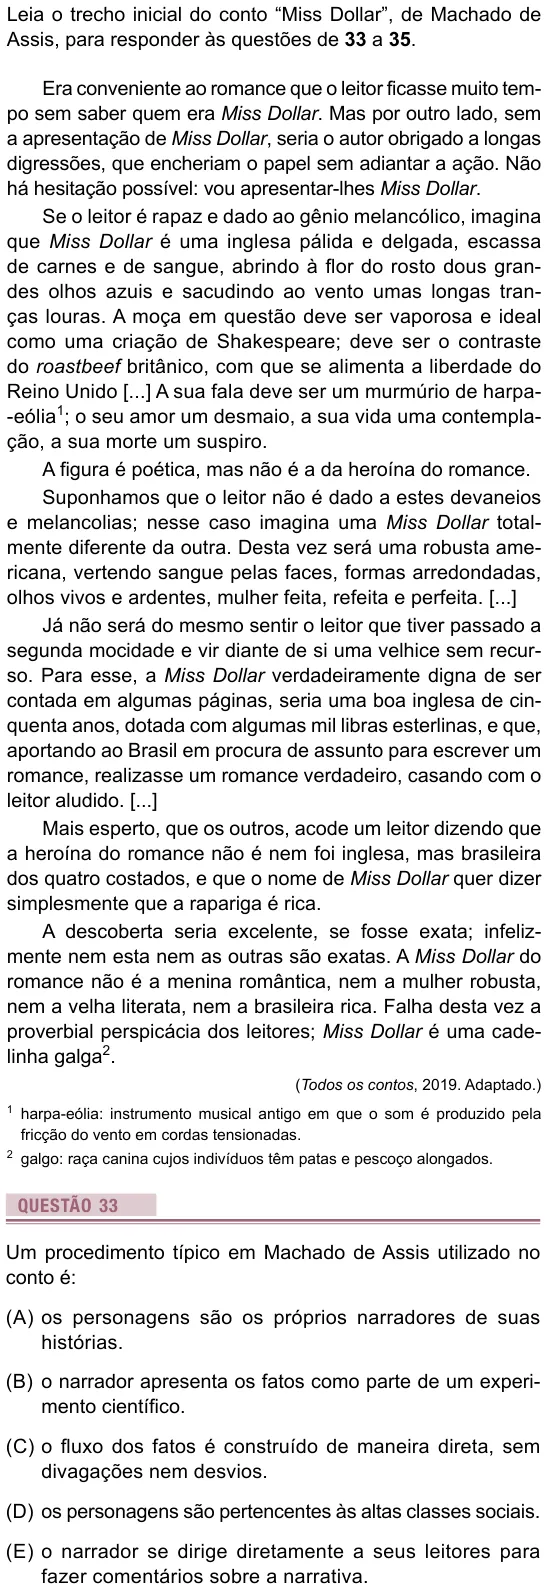 Leia o trecho inicial do conto “Miss Dollar”, de Machado de
Assis, para responder às questões de 33 a 35.
Era conveniente ao romance que o leitor ficasse muito tem-
po sem saber quem era Miss Dollar. Mas por outro lado, sem
a apresentação de Miss Dollar, seria o autor obrigado a longas
digressões, que encheriam o papel sem adiantar a ação. Não
há hesitação possível: vou apresentar-lhes Miss Dollar.
Se o leitor é rapaz e dado ao gênio melancólico, imagina
que Miss Dollar é uma inglesa pálida e delgada, escassa
de carnes e de sangue, abrindo à flor do rosto dous gran-
des olhos azuis e sacudindo ao vento umas longas tran-
ças louras. A moça em questão deve ser vaporosa e ideal
como uma criação de Shakespeare; deve ser o contraste
do roastbeef britânico, com que se alimenta a liberdade do
Reino Unido [...] A sua fala deve ser um murmúrio de harpa-
-eólia1; o seu amor um desmaio, a sua vida uma contempla-
ção, a sua morte um suspiro.
A figura é poética, mas não é a da heroína do romance.
Suponhamos que o leitor não é dado a estes devaneios
e melancolias; nesse caso imagina uma Miss Dollar total-
mente diferente da outra. Desta vez será uma robusta ame-
ricana, vertendo sangue pelas faces, formas arredondadas,
olhos vivos e ardentes, mulher feita, refeita e perfeita. [...]
Já não será do mesmo sentir o leitor que tiver passado a
segunda mocidade e vir diante de si uma velhice sem recur-
so. Para esse, a Miss Dollar verdadeiramente digna de ser
contada em algumas páginas, seria uma boa inglesa de cin-
quenta anos, dotada com algumas mil libras esterlinas, e que,
aportando ao Brasil em procura de assunto para escrever um
romance, realizasse um romance verdadeiro, casando com o
leitor aludido. [...]
Mais esperto, que os outros, acode um leitor dizendo que
a heroína do romance não é nem foi inglesa, mas brasileira
dos quatro costados, e que o nome de Miss Dollar quer dizer
simplesmente que a rapariga é rica.
A descoberta seria excelente, se fosse exata; infeliz-
mente nem esta nem as outras são exatas. A Miss Dollar do
romance não é a menina romântica, nem a mulher robusta,
nem a velha literata, nem a brasileira rica. Falha desta vez a
proverbial perspicácia dos leitores; Miss Dollar é uma cade-
linha galga2.
(Todos os contos, 2019. Adaptado.)
1 harpa-eólia: instrumento musical antigo em que o som é produzido pela
fricção do vento em cordas tensionadas.
2 galgo: raça canina cujos indivíduos têm patas e pescoço alongados.
QUESTÃO 33
Um procedimento típico em Machado de Assis utilizado no
conto é:
(A) os personagens são os próprios narradores de suas
histórias.
(B) o narrador apresenta os fatos como parte de um experi-
mento científico.
(C) o fluxo dos fatos é construído de maneira direta, sem
divagações nem desvios.
(D) os personagens são pertencentes às altas classes sociais.
(E) o narrador se dirige diretamente a seus leitores para
fazer comentários sobre a narrativa.